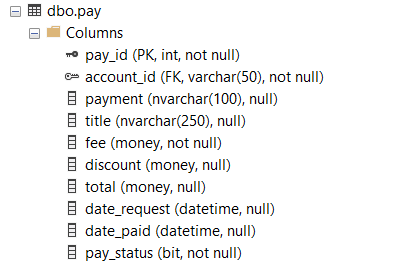 dbo.pay
Columns
pay_id (PK, int, not null)
account_id (FK, varchar(50), not null)
payment (nvarchar(100), null)
title (nvarchar(250), null)
fee (money, not null)
discount (money, null)
total (money, null)
date_request (datetime, null)
date_paid (datetime, null)
pay_status (bit, not null)